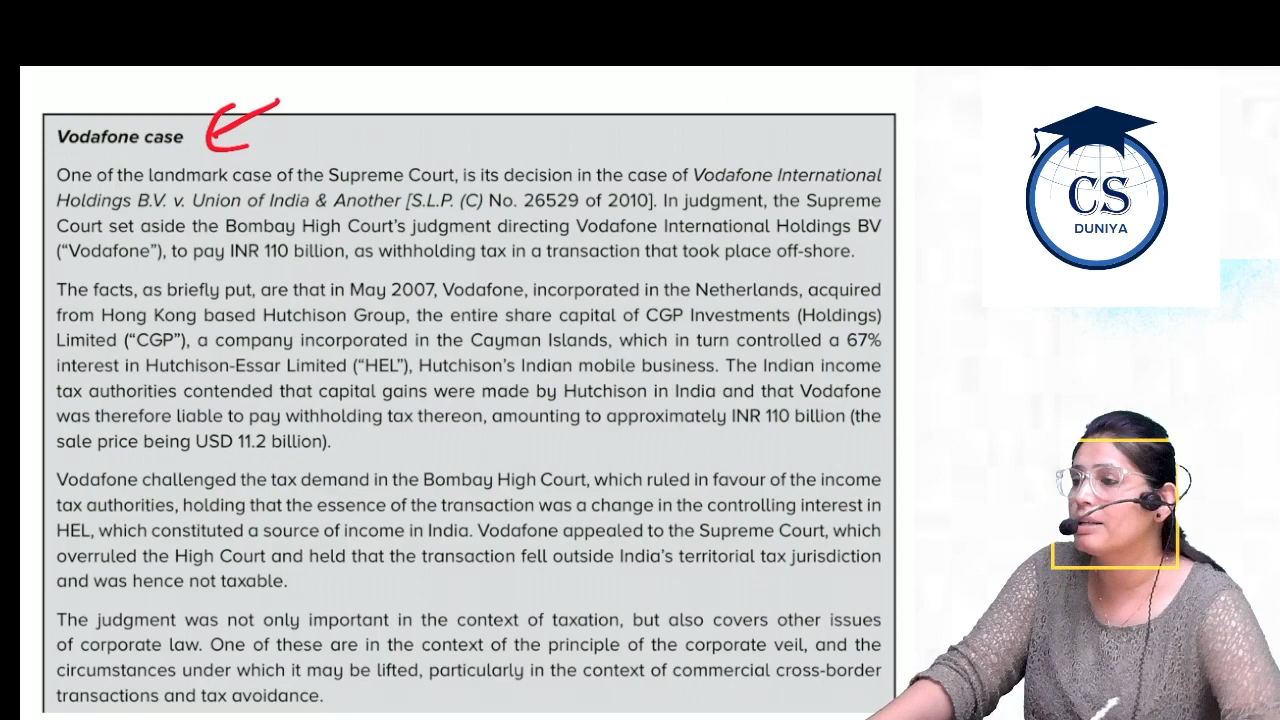 Vodafone case
One of the landmark case of the Supreme Court, is its decision in the case of Vodafone International
Holdings B.V. v. Union of India & Another [S.L.P. (C) No. 26529 of 2010]. In judgment, the Supreme
Court set aside the Bombay High Court's judgment directing Vodafone International Holdings BV
("Vodafone"), to pay INR 110 billion, as withholding tax in a transaction that took place off-shore.
The facts, as briefly put, are that in May 2007, Vodafone, incorporated in the Netherlands, acquired
from Hong Kong based Hutchison Group, the entire share capital of CGP Investments (Holdings)
Limited ("CGP"), a company incorporated in the Cayman Islands, which in turn controlled a 67%
interest in Hutchison-Essar Limited ("HEL"), Hutchison's Indian mobile business. The Indian income
tax authorities contended that capital gains were made by Hutchison in India and that Vodafone
was therefore liable to pay withholding tax thereon, amounting to approximately INR 110 billion (the
sale price being USD 11.2 billion).
Vodafone challenged the tax demand in the Bombay High Court, which ruled in favour of the income
tax authorities, holding that the essence of the transaction was a change in the controlling interest in
HEL, which constituted a source of income in India. Vodafone appealed to the Supreme Court, which
overruled the High Court and held that the transaction fell outside India's territorial tax jurisdiction
and was hence not taxable.
The judgment was not only important in the context of taxation, but also covers other issues
of corporate law. One of these are in the context of the principle of the corporate veil, and the
circumstances under which it may be lifted, particularly in the context of commercial cross-border
transactions and tax avoidance.
CS
DUNIYA